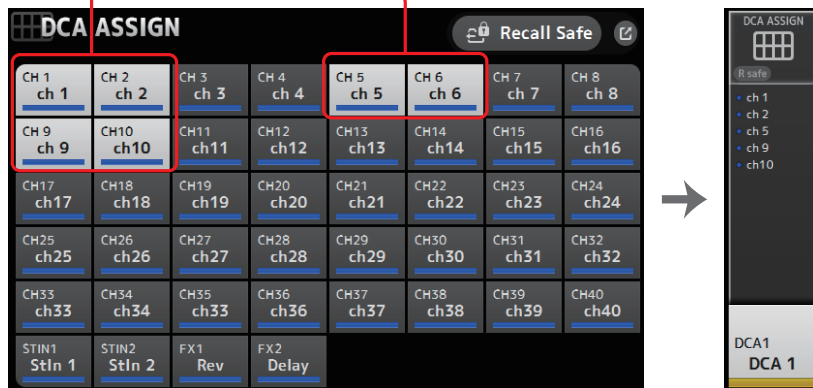 DCA ASSIGN
Recall Safe
CH 1 CH 2 CH 3 CH 4 CH 5 CH 6 CH 7 CH 8
ch 1 ch 2 ch 3 ch 4 ch 5 ch 6 ch 7 ch 8
CH 9 CH10 CH11 CH12 CH13 CH14 CH15 CH16
ch 9 ch10 ch11 ch12 ch13 ch14 ch15 ch16
CH17 CH18 CH19 CH20 CH21 CH22 CH23 CH24
ch17 ch18 ch19 ch20 ch21 ch22 ch23 ch24
CH25 CH26 CH27 CH28 CH29 CH30 CH31 CH32
ch25 ch26 ch27 ch28 ch29 ch30 ch31 ch32
CH33 CH34 CH35 CH36 CH37 CH38 CH39 CH40
ch33 ch34 ch33 ch36 ch37 ch38 ch39 ch40
STIN1 STIN2 FX1 FX2
StIn 1 StIn 2 Rev Delay
DCA ASSIGN
R safe
ch 1
ch 2
ch 5
ch 9
ch10
DCA1
DCA 1